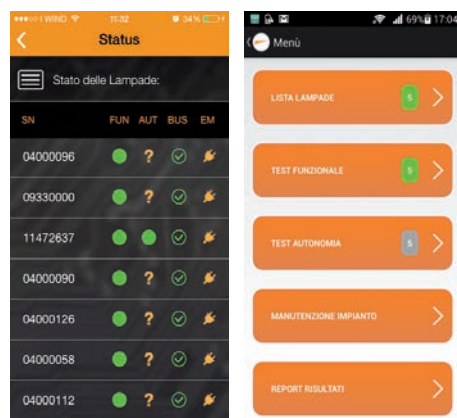 WIND 11:32 34%
Status
Stato delle Lampade:
SN FUN AUT BUS EM
04000096 ?
09330000 ?
11472637
04000090 ?
04000126 ?
04000058 ?
04000112 ?
69% 17:04
Menù
LISTA LAMPADE 5
TEST FUNZIONALE 5
TEST AUTONOMIA 5
MANUTENZIONE IMPIANTO
REPORT RISULTATI